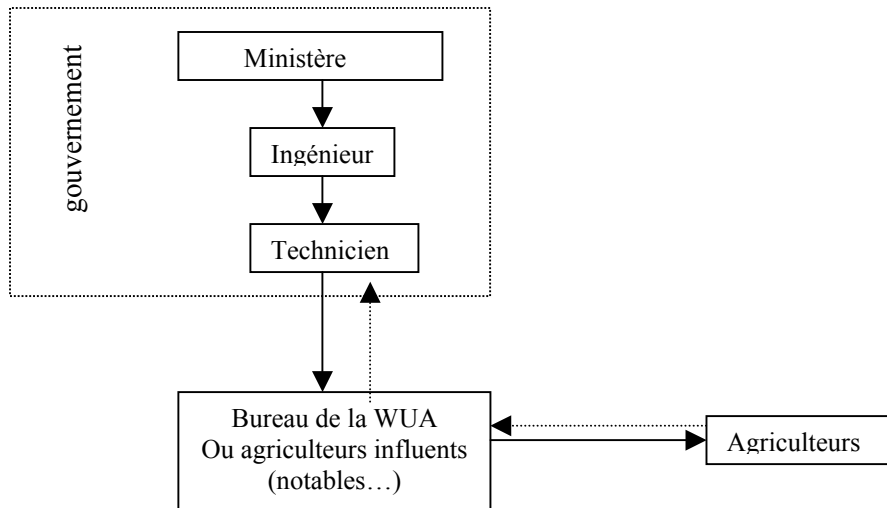 gouvernement
Ministère
Ingénieur
Technicien
Bureau de la WUA
Ou agriculteurs influents
(notables…)
Agriculteurs